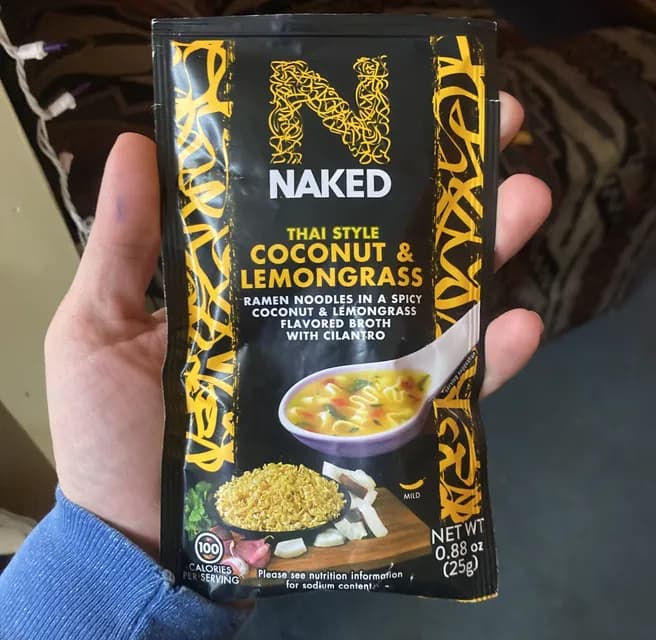 N
NAKED
THAI STYLE
COCONUT &
LEMONGRASS
RAMEN NOODLES IN A SPICY
COCONUT & LEMONGRASS
FLAVORED BROTH
WITH CILANTRO
MILD
100
CALORIES
PER SERVING
Please see nutrition information
for sodium content
NET WT
0.88 oz
(25g)